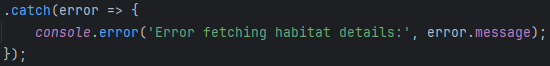 .catch(error => {
    console.error('Error fetching habitat details:', error.message);
});